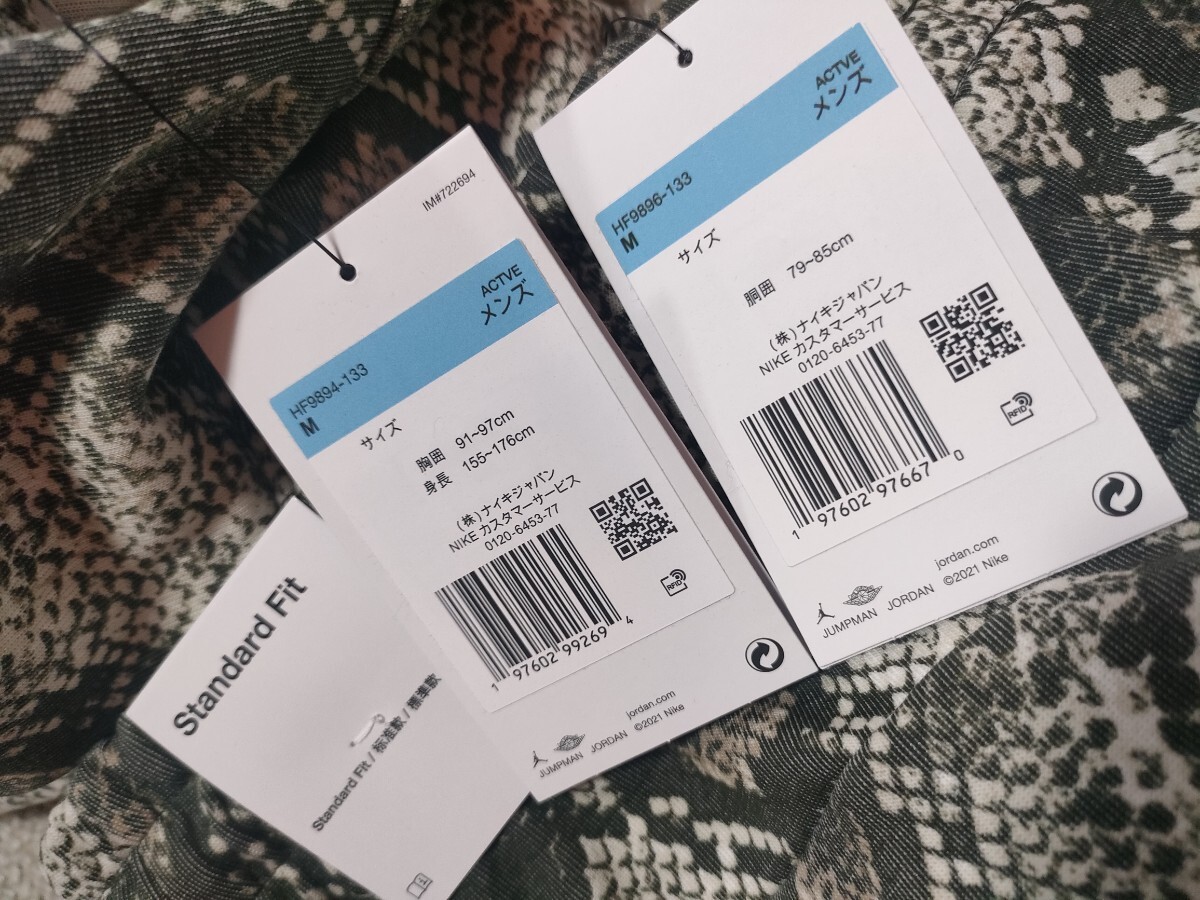 IM#722694
ACTVE
メンズ
HF9894-133
M
サイズ
胸囲 91~97cm
身長 155~176cm
(株)ナイキジャパン
NIKE カスタマーサービス
0120-6453-77
RFID
1 97602 99269 4
jordan.com
JUMPMAN JORDAN ©2021 Nike
ACTVE
メンズ
HF9896-133
M
サイズ
胴囲 79~85cm
(株)ナイキジャパン
NIKE カスタマーサービス
0120-6453-77
RFID
1 97602 97667 0
jordan.com
JUMPMAN JORDAN ©2021 Nike
Standard Fit
Standard Fit / 标准款 / 標準款